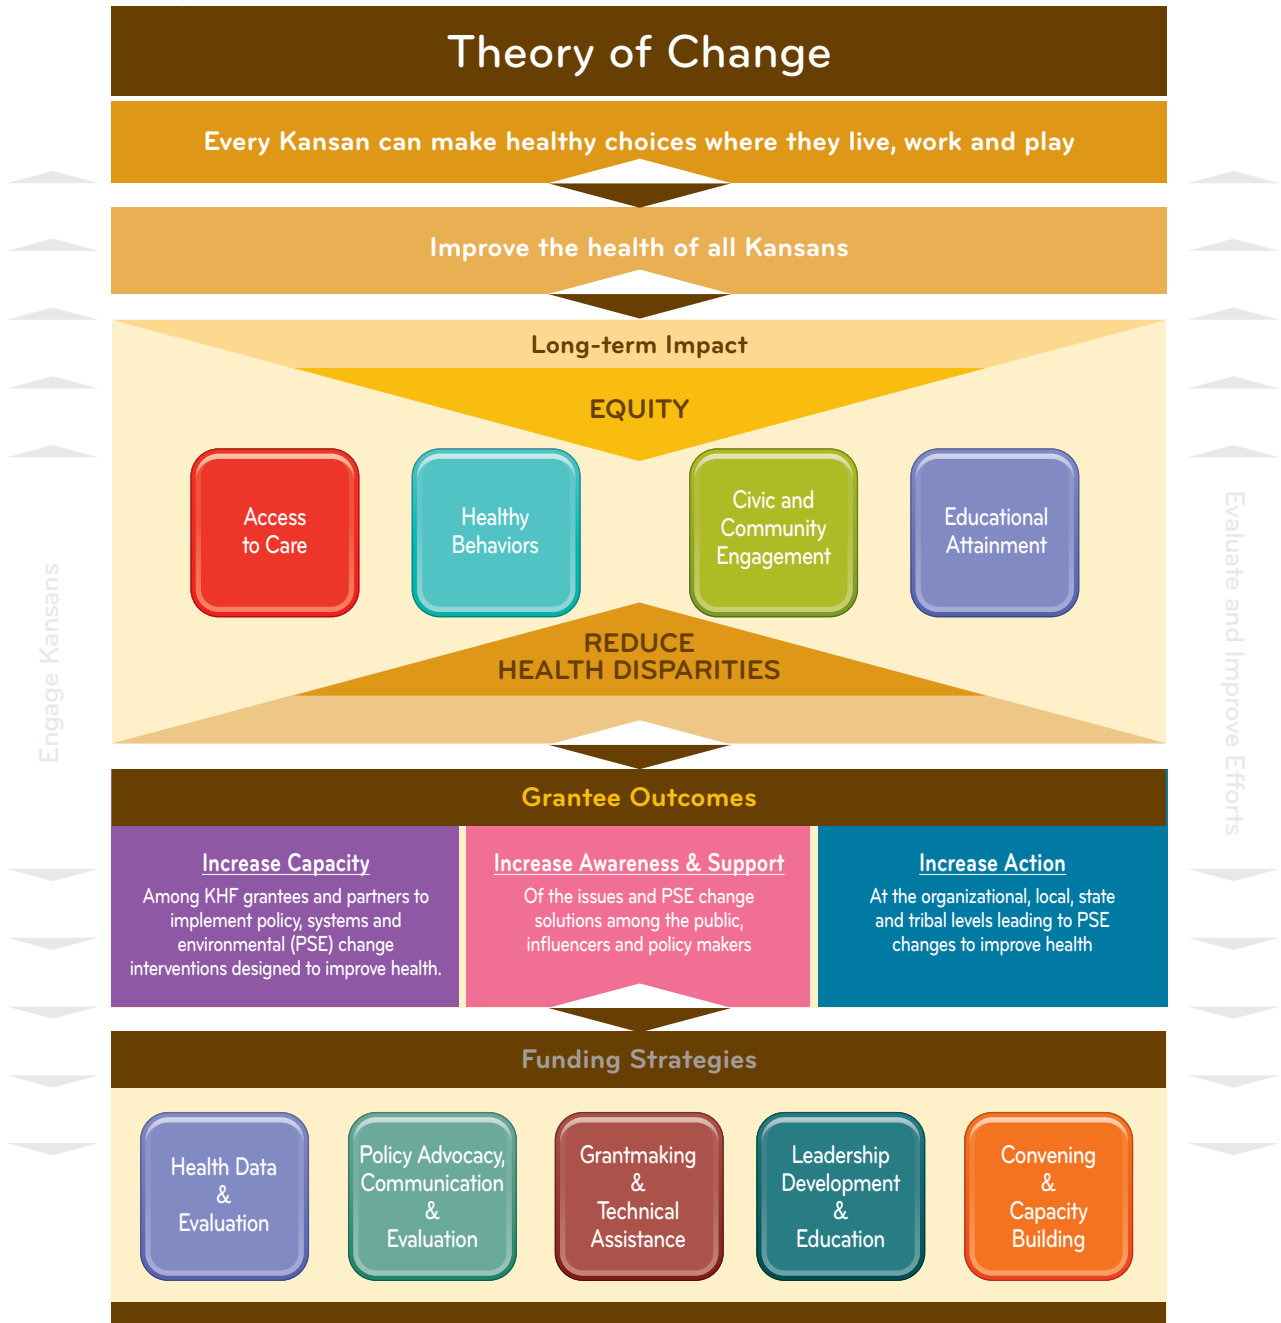 Theory of Change
Every Kansan can make healthy choices where they live, work and play
Improve the health of all Kansans
Long-term Impact
EQUITY
Access
to Care
Healthy
Behaviors
Civic and
Community
Engagement
Educational
Attainment
REDUCE
HEALTH DISPARITIES
Engage Kansans
Evaluate and Improve Efforts
Grantee Outcomes
Increase Capacity
Among KHF grantees and partners to
implement policy, systems and
environmental (PSE) change
interventions designed to improve health.
Increase Awareness & Support
Of the issues and PSE change
solutions among the public,
influencers and policy makers
Increase Action
At the organizational, local, state
and tribal levels leading to PSE
changes to improve health
Funding Strategies
Health Data
&
Evaluation
Policy Advocacy,
Communication
&
Evaluation
Grantmaking
&
Technical
Assistance
Leadership
Development
&
Education
Convening
&
Capacity
Building